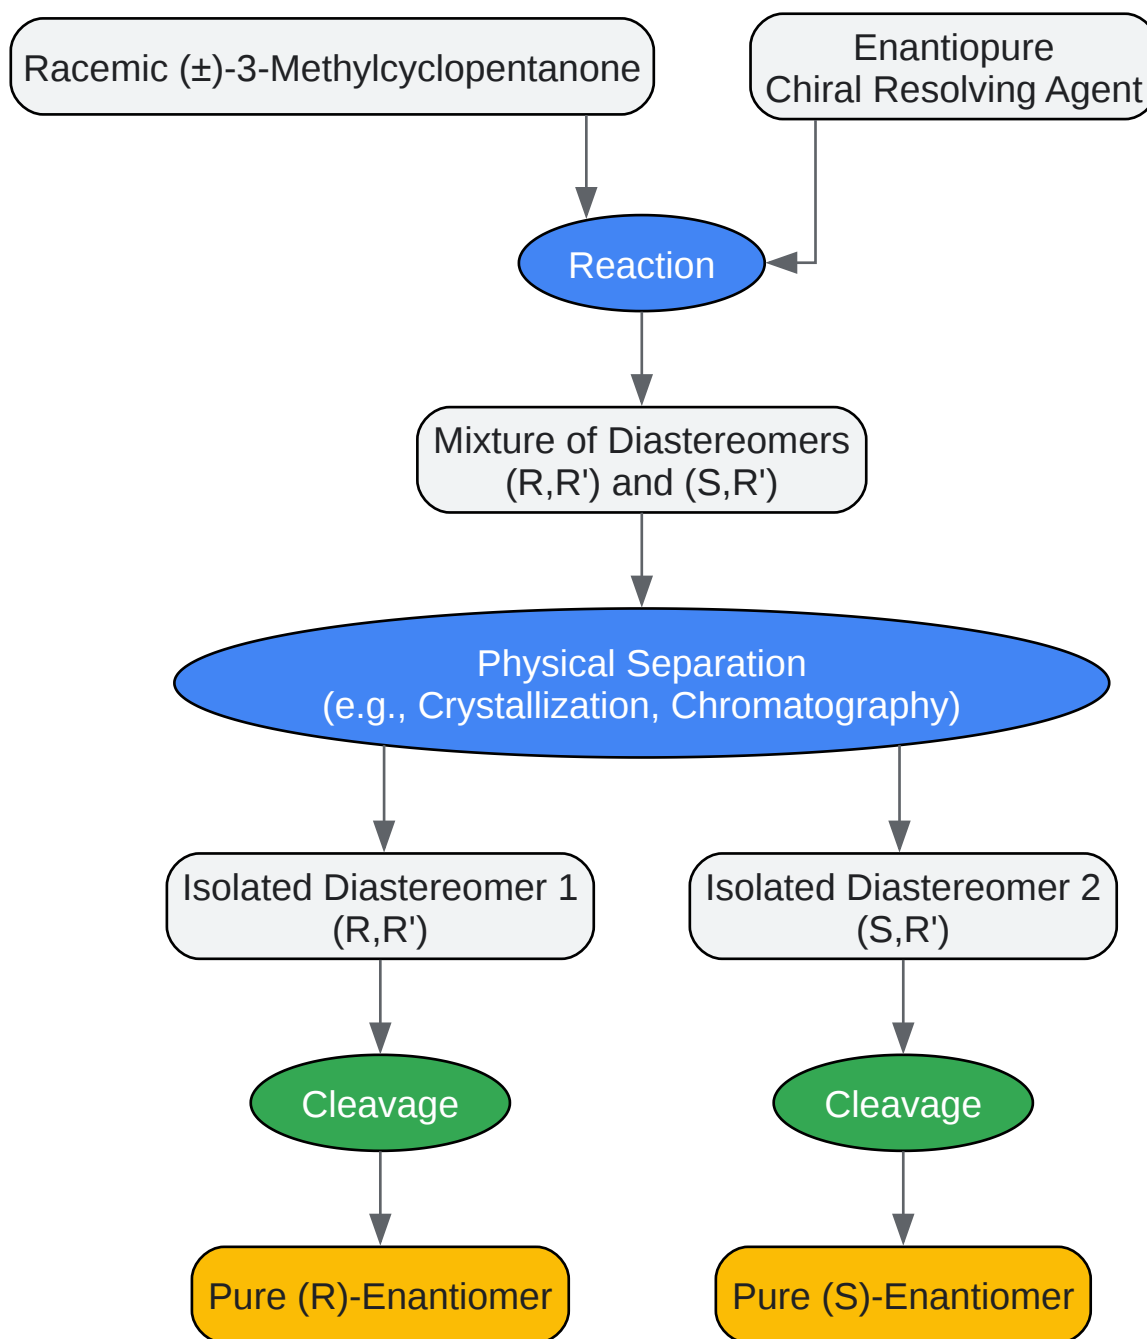 Racemic (±)-3-Methylcyclopentanone
Enantiopure
Chiral Resolving Agent
Reaction
Mixture of Diastereomers
(R,R') and (S,R')
Physical Separation
(e.g., Crystallization, Chromatography)
Isolated Diastereomer 1
(R,R')
Isolated Diastereomer 2
(S,R')
Cleavage
Cleavage
Pure (R)-Enantiomer
Pure (S)-Enantiomer